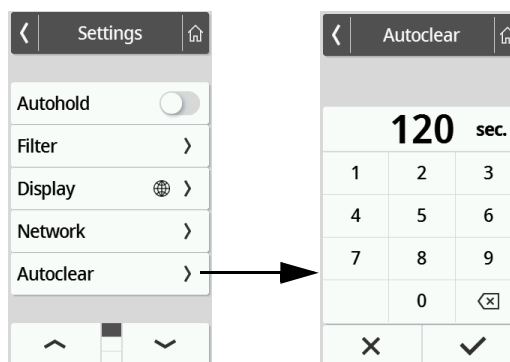 Settings
Autohold
Filter
Display
Network
Autoclear
Autoclear
120 sec.
1 2 3
4 5 6
7 8 9
0